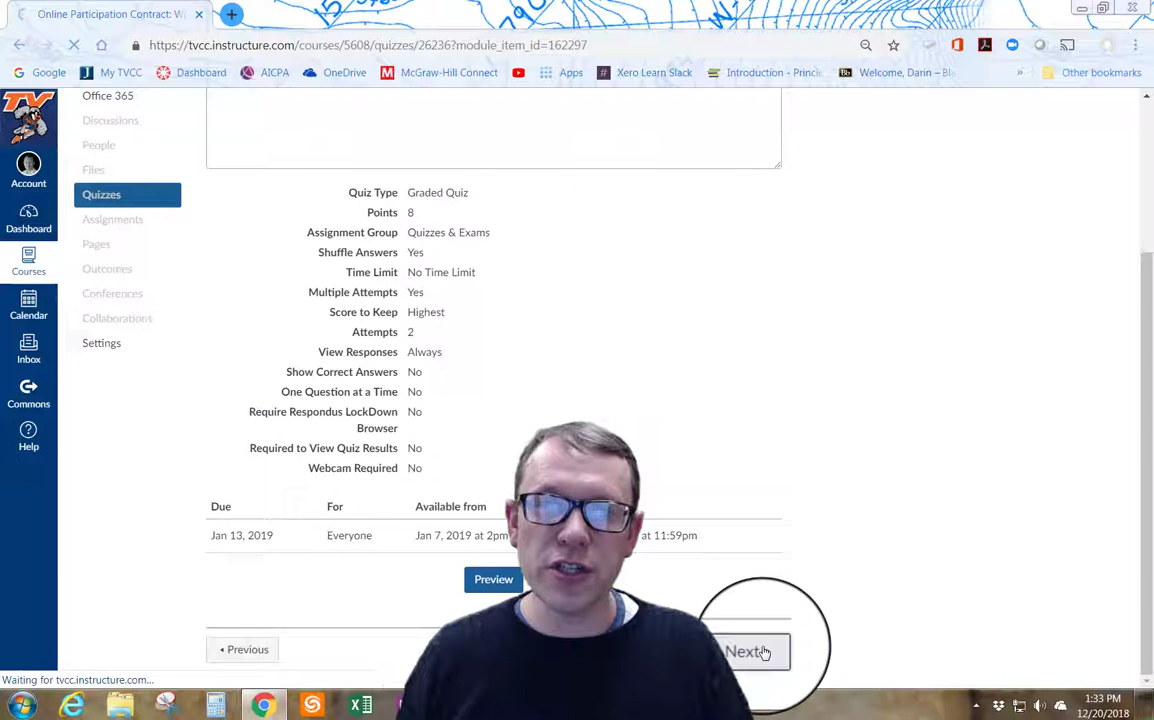 Online Participation Contract: W
https://tvcc.instructure.com/courses/5608/quizzes/26236?module_item_id=162297
Google My TVCC Dashboard AICPA OneDrive McGraw-Hill Connect Apps Xero Learn Slack Introduction - Princi Welcome, Darin – Bla » Other bookmarks
TV
Account
Dashboard
Courses
Calendar
Inbox
Commons
Help
Office 365
Discussions
People
Files
Quizzes
Assignments
Pages
Outcomes
Conferences
Collaborations
Settings
Quiz Type Graded Quiz
Points 8
Assignment Group Quizzes & Exams
Shuffle Answers Yes
Time Limit No Time Limit
Multiple Attempts Yes
Score to Keep Highest
Attempts 2
View Responses Always
Show Correct Answers No
One Question at a Time No
Require Respondus LockDown No
Browser
Required to View Quiz Results No
Webcam Required No
Due For Available from
Jan 13, 2019 Everyone Jan 7, 2019 at 2pm at 11:59pm
Preview
Previous Next
Waiting for tvcc.instructure.com...
1:33 PM
12/20/2018